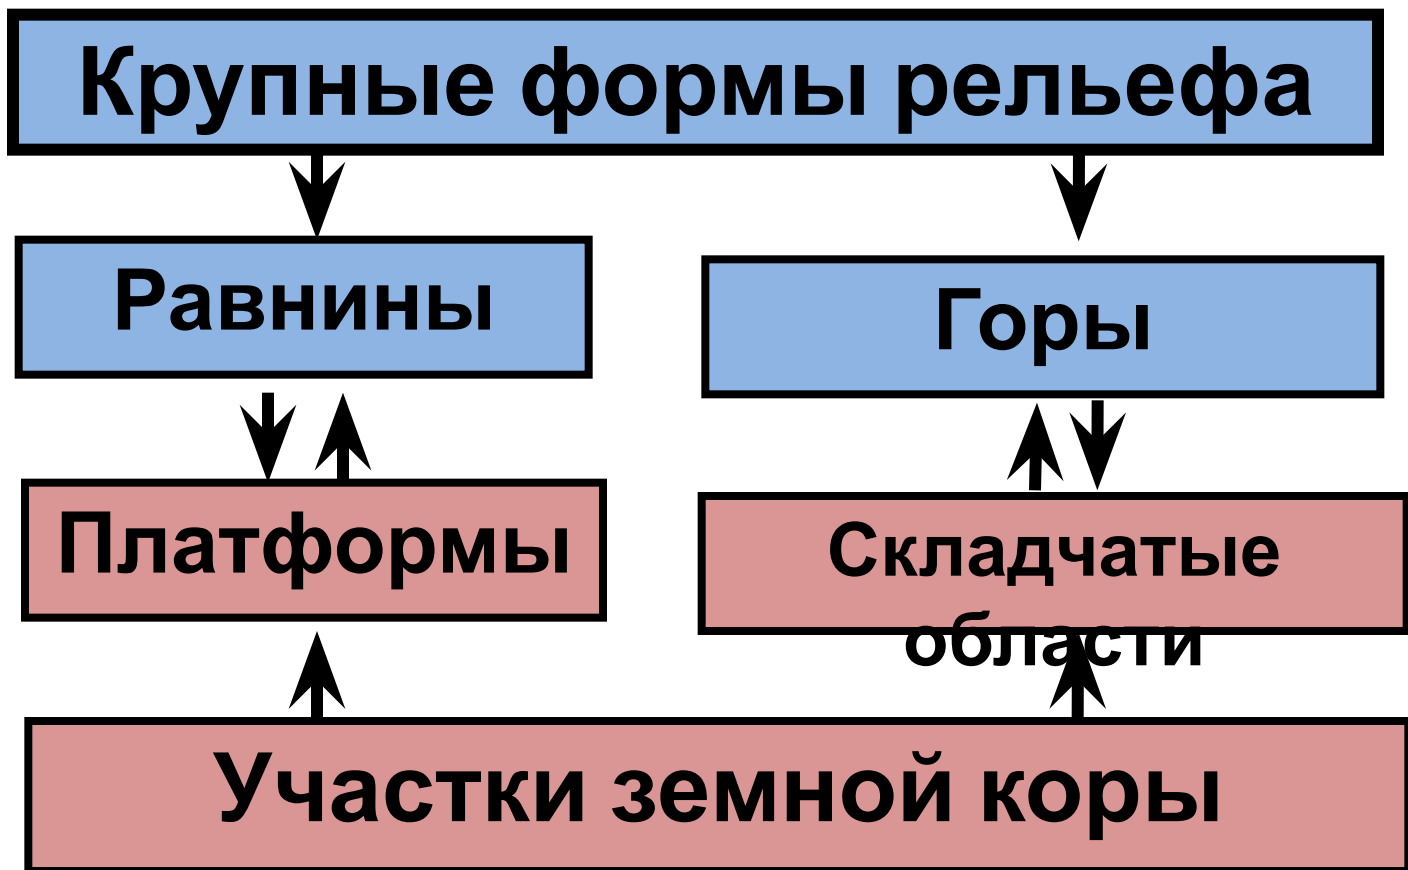 Крупные формы рельефа
Равнины
Горы
Платформы
Складчатые
области
Участки земной коры